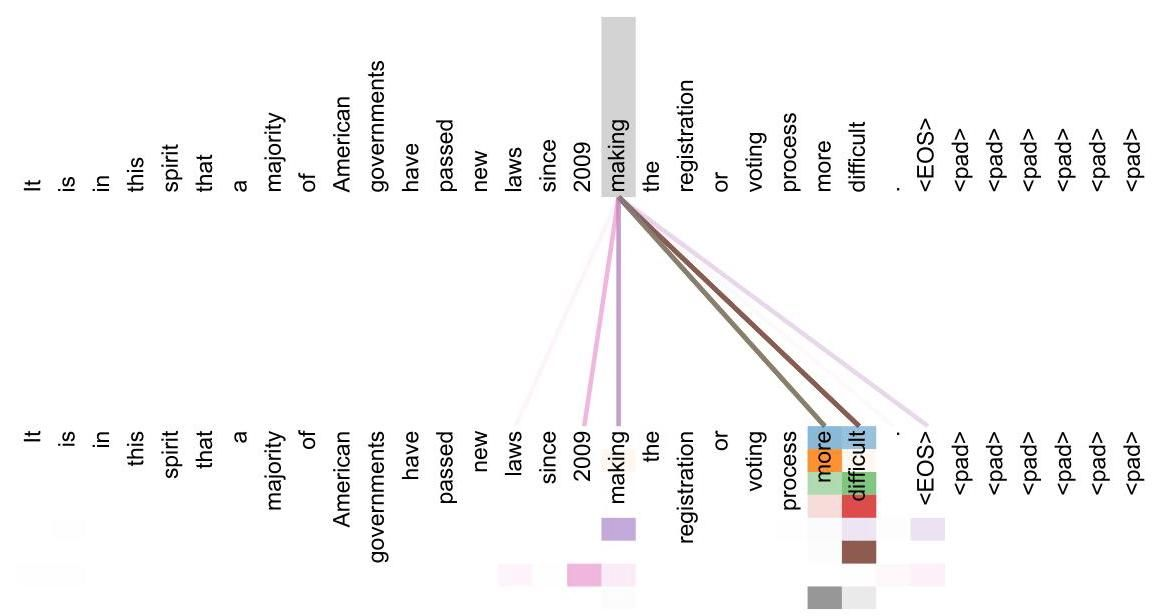 It is in this spirit that a majority of American governments have passed new laws since 2009 making the registration or voting process more difficult . <EOS> <pad> <pad> <pad> <pad> <pad> <pad>
It is in this spirit that a majority of American governments have passed new laws since 2009 making the registration or voting process more difficult . <EOS> <pad> <pad> <pad> <pad> <pad> <pad>